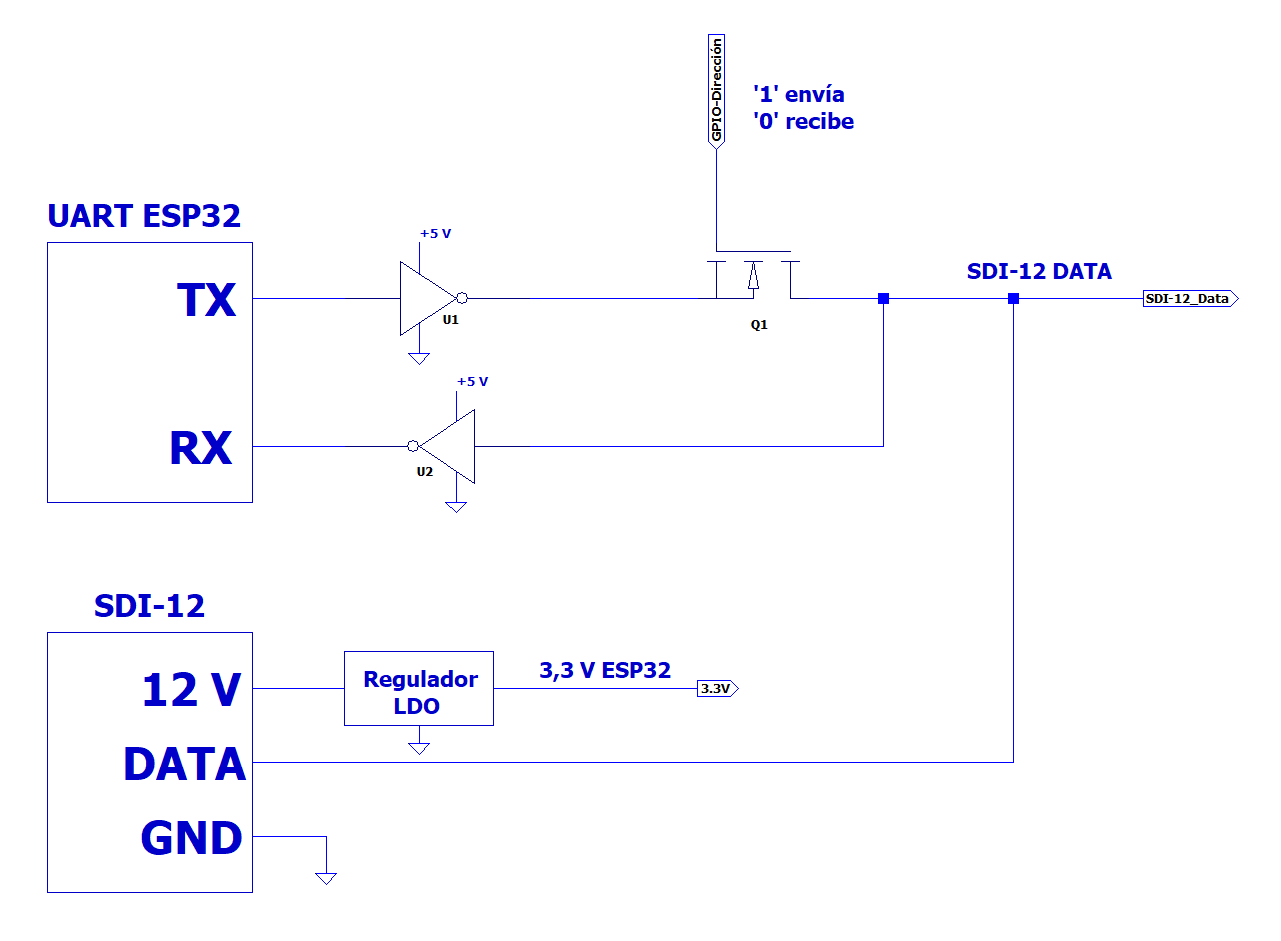 GPIO-Dirección
'1' envía
'0' recibe
UART ESP32
TX
+5 V
U1
Q1
SDI-12 DATA
SDI-12_Data
RX
+5 V
U2
SDI-12
12 V
Regulador
LDO
3,3 V ESP32
3.3V
DATA
GND